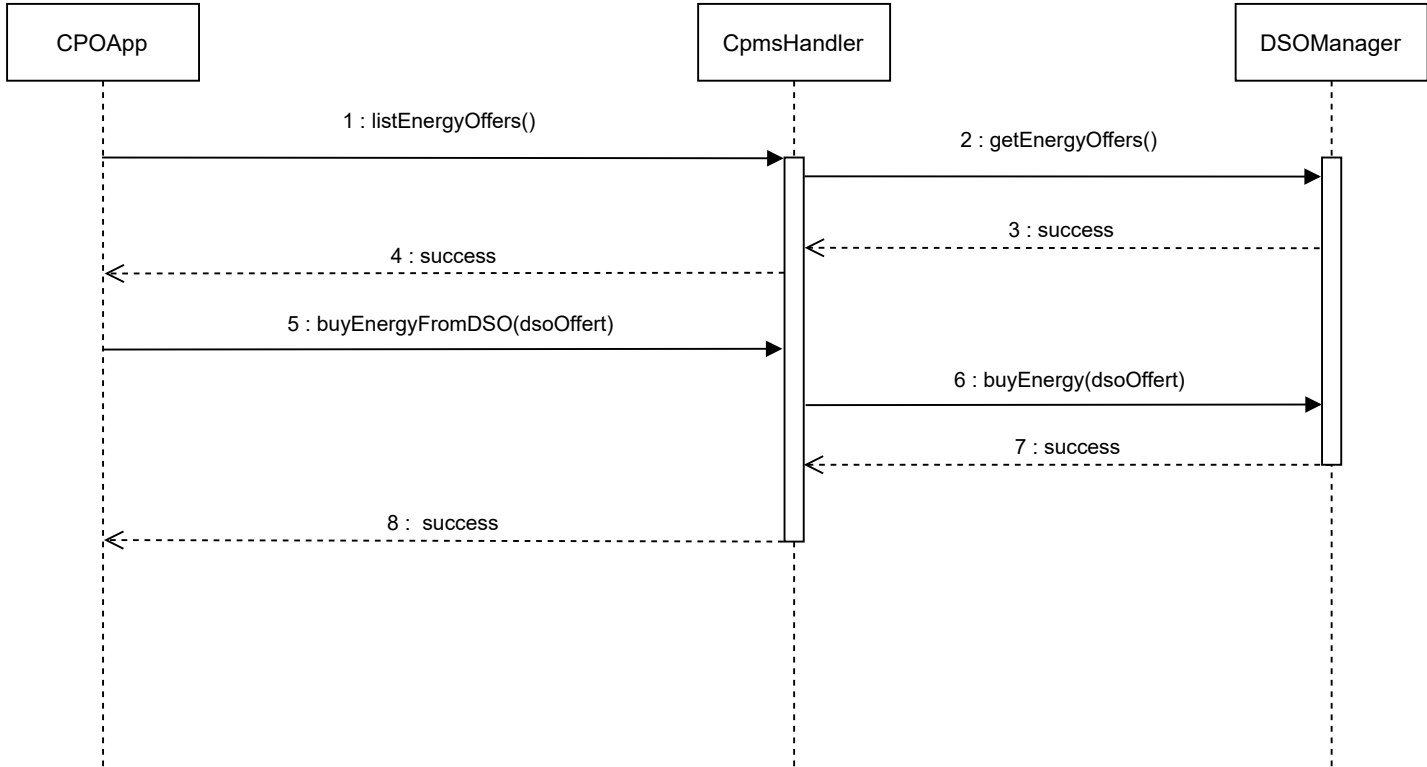 CPOApp
CpmsHandler
DSOManager
1 : listEnergyOffers()
2 : getEnergyOffers()
3 : success
4 : success
5 : buyEnergyFromDSO(dsoOffert)
6 : buyEnergy(dsoOffert)
7 : success
8 :  success